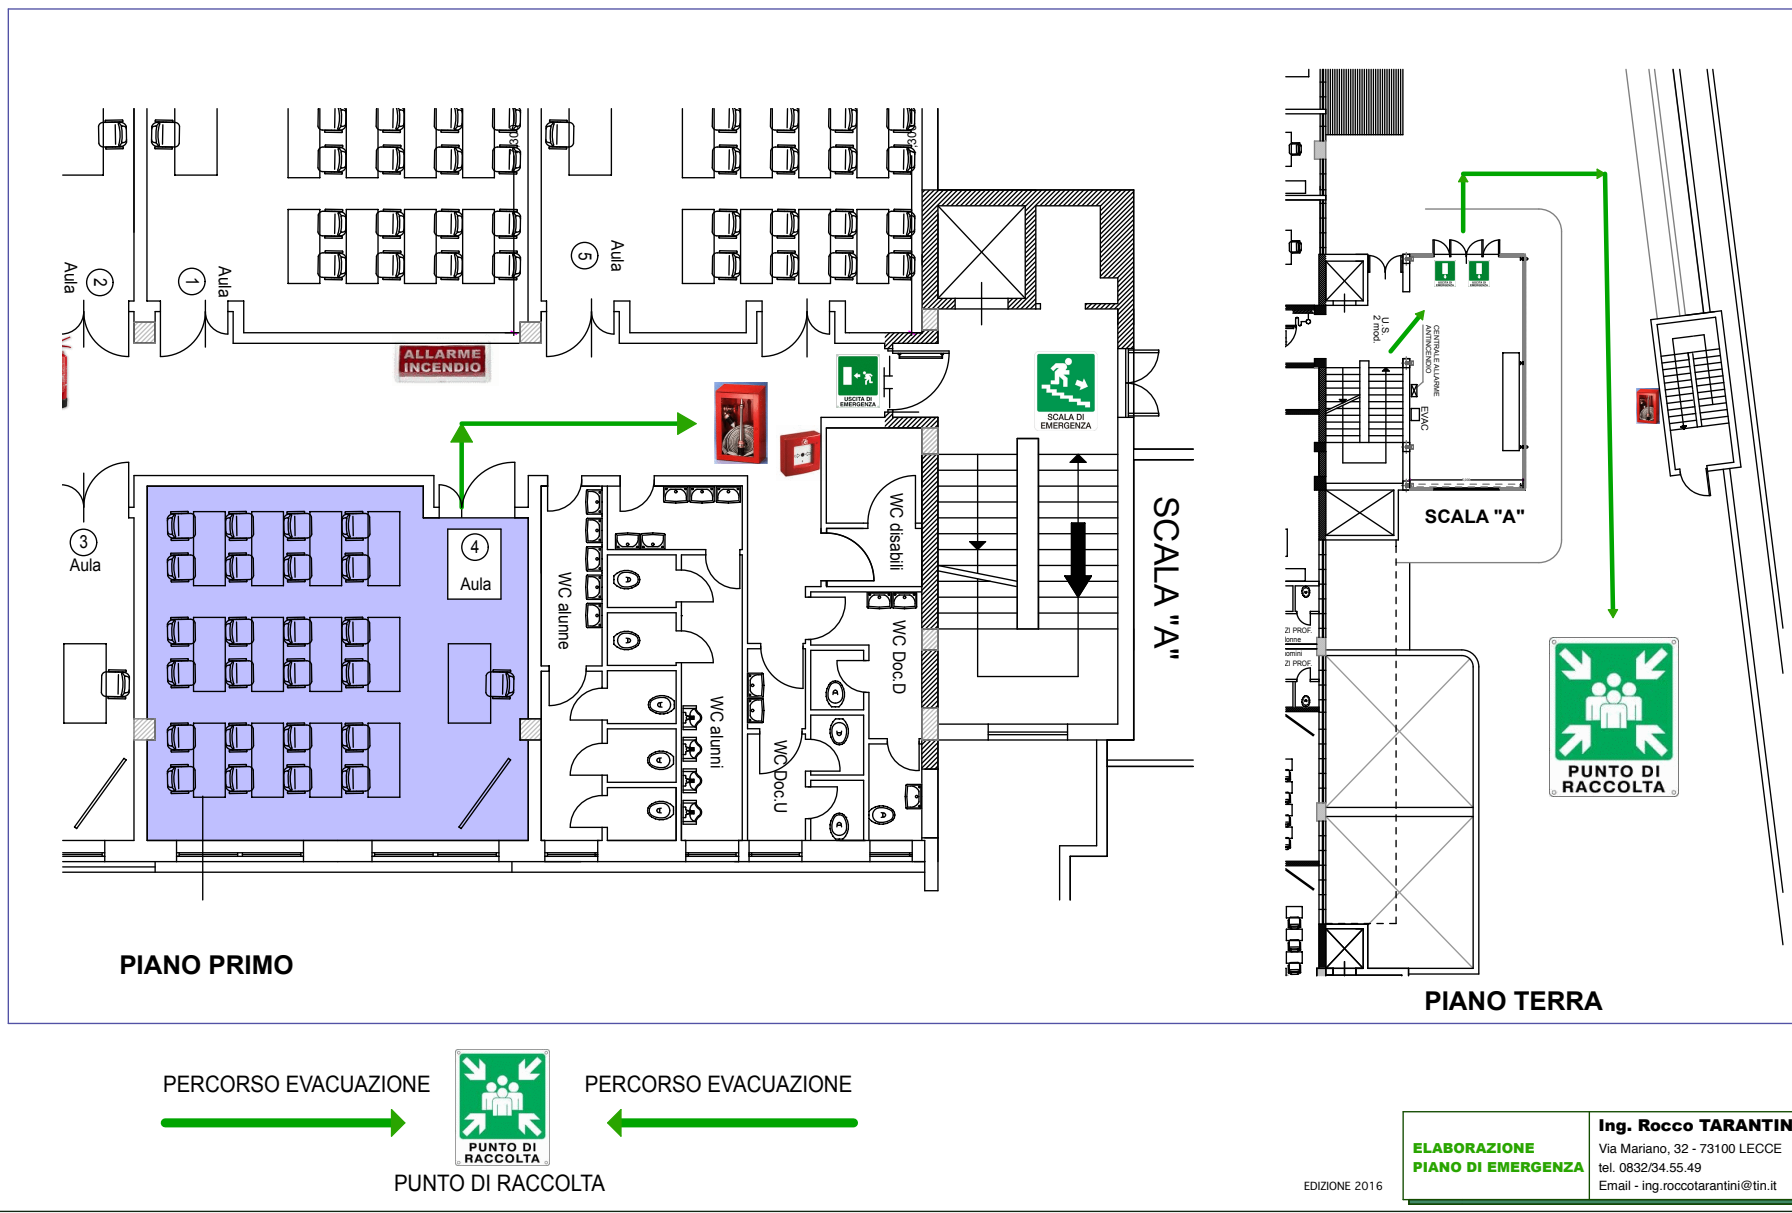 Aula
2
1
Aula
5
Aula
ALLARME
INCENDIO
USCITA DI
EMERGENZA
SCALA DI
EMERGENZA
3
Aula
4
Aula
WC alunne
WC alunni
WC disabili
WC Doc.D
WC Doc.U
SCALA "A"
PIANO PRIMO
U.S.
2 mod.
CENTRALE ALLARME
ANTINCENDIO
EVAC
SCALA "A"
ZI PROF.
ZI PROF.
PUNTO DI
RACCOLTA
PIANO TERRA
PERCORSO EVACUAZIONE
PUNTO DI
RACCOLTA
PERCORSO EVACUAZIONE
PUNTO DI RACCOLTA
EDIZIONE 2016
ELABORAZIONE
PIANO DI EMERGENZA
Ing. Rocco TARANTIN
Via Mariano, 32 - 73100 LECCE
tel. 0832/34.55.49
Email - ing.roccotarantini@tin.it